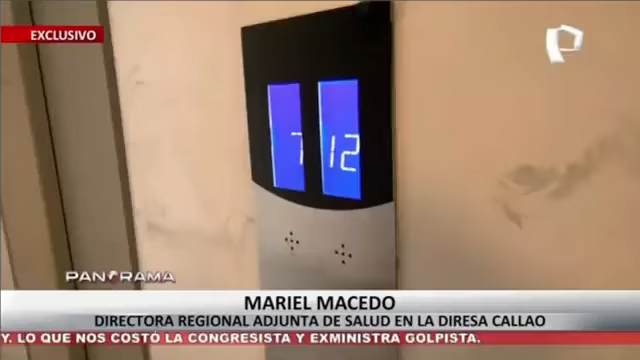 EXCLUSIVO
7 12
PANORAMA
MARIEL MACEDO
DIRECTORA REGIONAL ADJUNTA DE SALUD EN LA DIRESA CALLAO
Y. LO QUE NOS COSTÓ LA CONGRESISTA Y EXMINISTRA GOLPISTA.